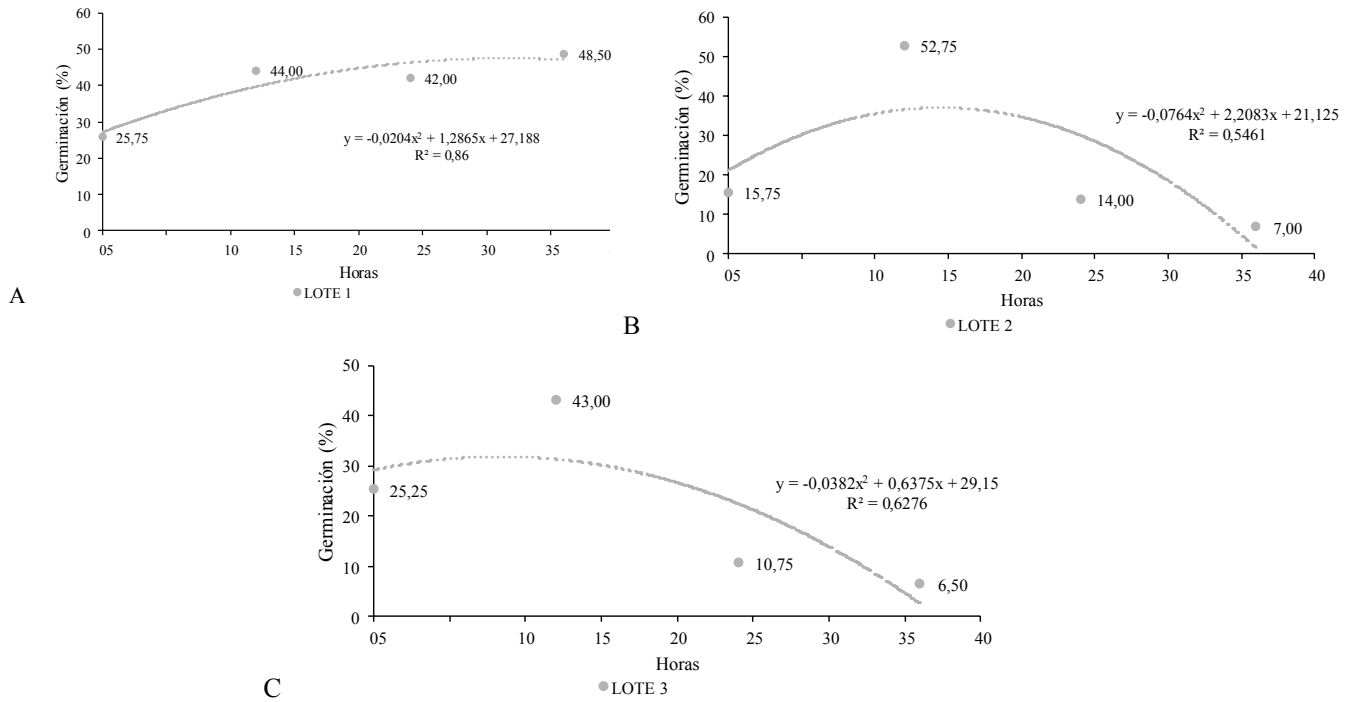 60
50
40
30
20
10
0
Germinación (%)
25,75
44,00
42,00
48,50
y = -0,0204x² + 1,2865x + 27,188
R² = 0,86
05 10 15 20 25 30 35
Horas
LOTE 1
A
60
50
40
30
20
10
0
Germinación (%)
15,75
52,75
14,00
7,00
y = -0,0764x² + 2,2083x + 21,125
R² = 0,5461
05 10 15 20 25 30 35 40
Horas
LOTE 2
B
50
40
30
20
10
0
Germinación (%)
25,25
43,00
10,75
6,50
y = -0,0382x² + 0,6375x + 29,15
R² = 0,6276
05 10 15 20 25 30 35 40
Horas
LOTE 3
C